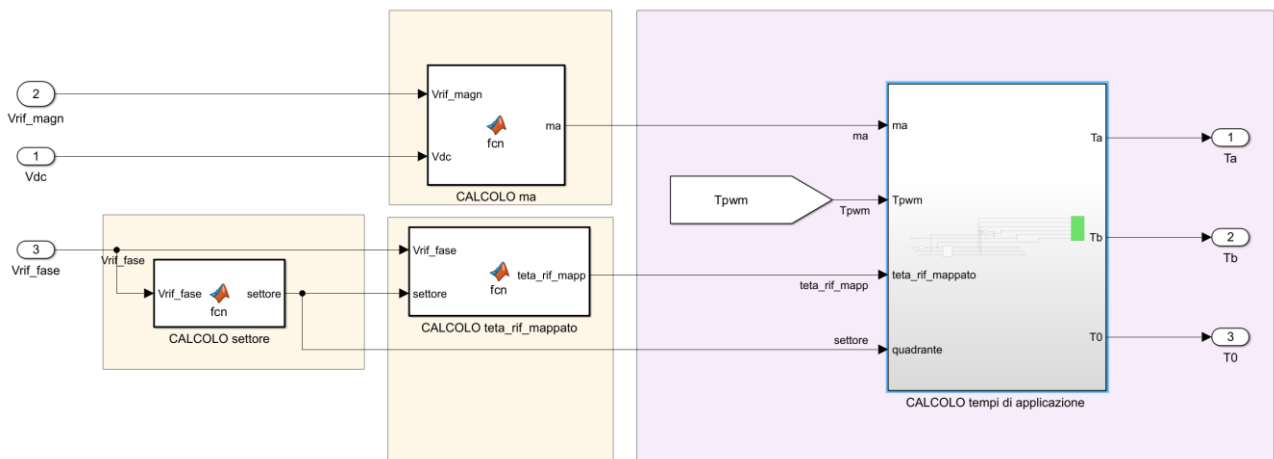 2
Vrif_magn
1
Vdc
3
Vrif_fase
Vrif_magn
Vdc
fcn
ma
CALCOLO ma
Vrif_fase
Vrif_fase
fcn
settore
CALCOLO settore
Vrif_fase
settore
fcn
teta_rif_mapp
CALCOLO teta_rif_mappato
ma
Tpwm
Tpwm
teta_rif_mapp
settore
ma
Tpwm
teta_rif_mappato
quadrante
Ta
Tb
T0
CALCOLO tempi di applicazione
1
Ta
2
Tb
3
T0